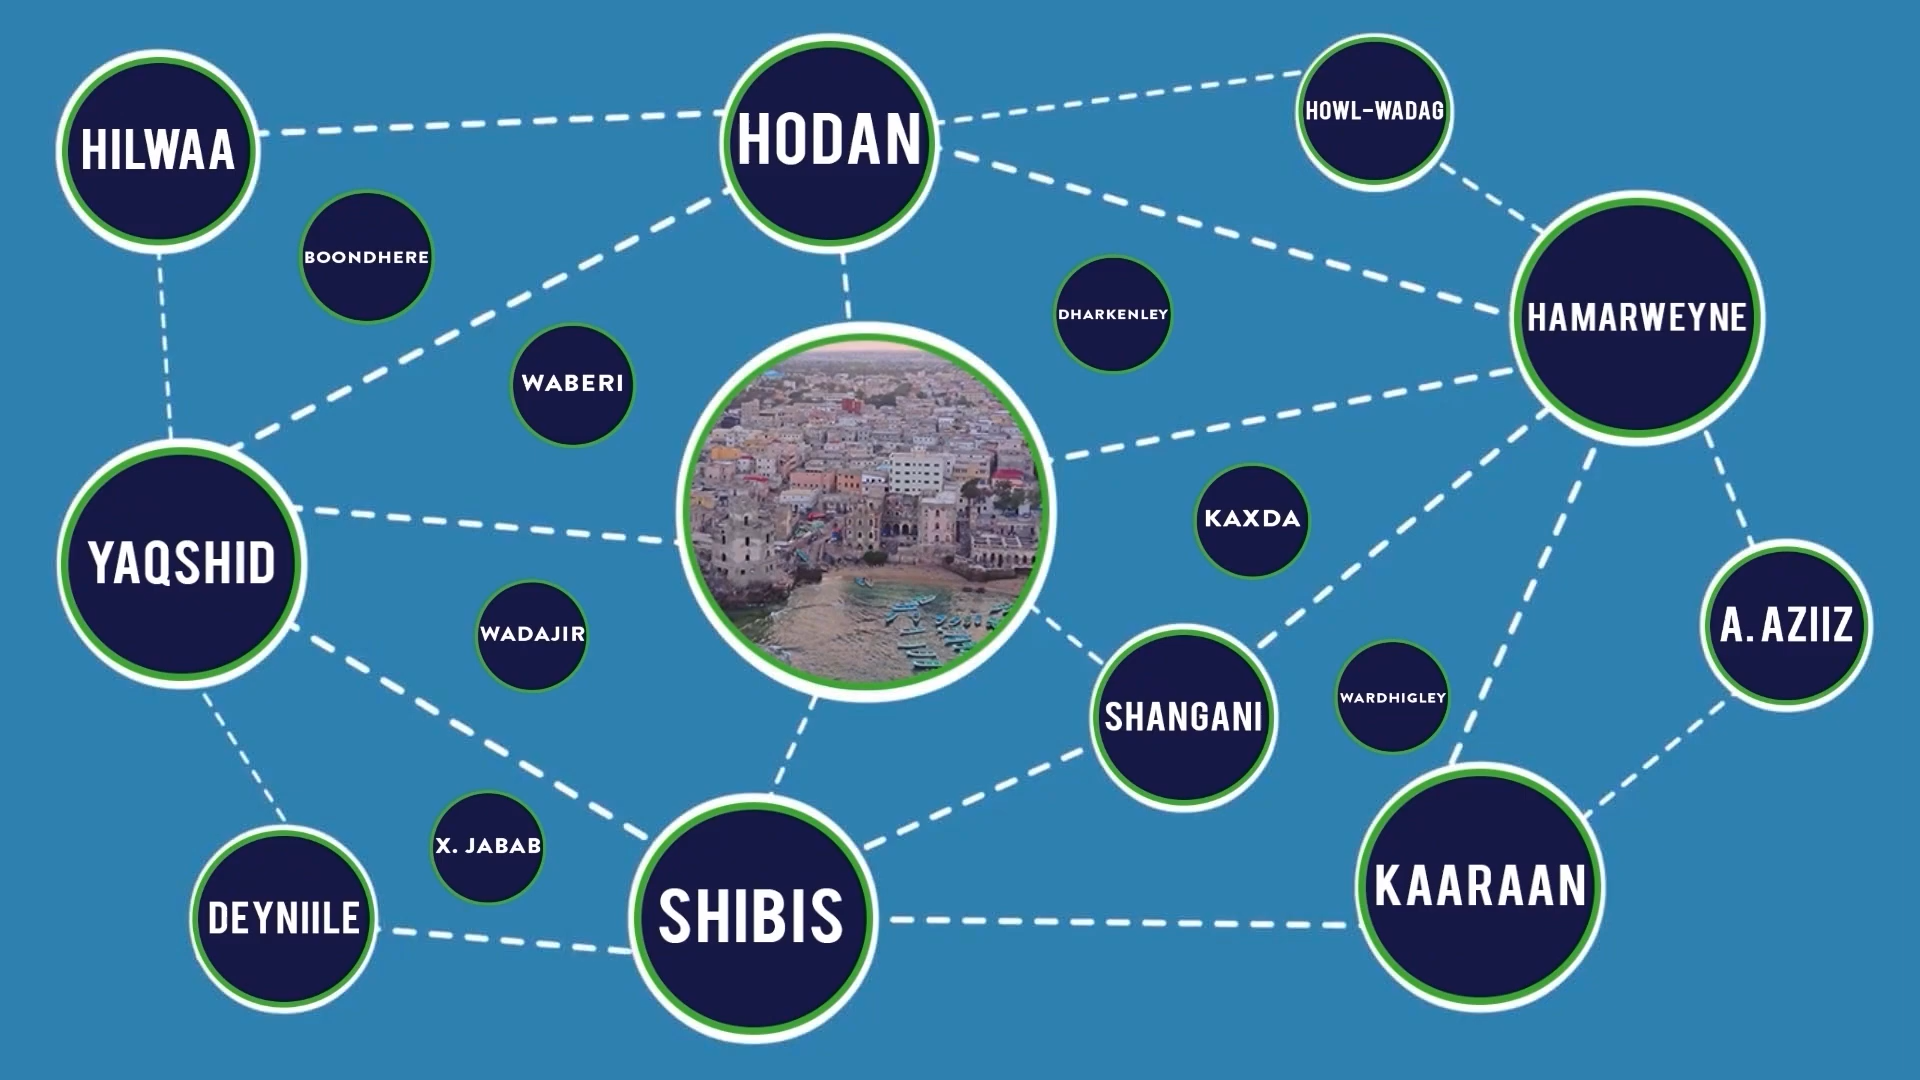 HILWAA
HODAN
HOWL-WADAG
BOONDHERE
DHARKENLEY
HAMARWEYNE
WABERI
KAXDA
YAQSHID
WADAJIR
A. AZIIZ
SHANGANI
WARDHIGLEY
X. JABAB
KAARAAN
DEYNIILE
SHIBIS